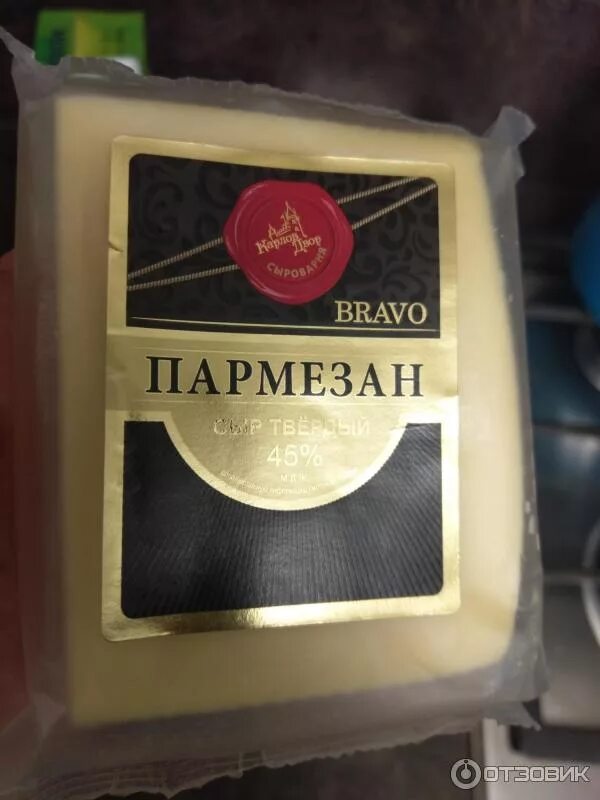 Карлов Двор
СЫРОВАРНЯ
BRAVO
ПАРМЕЗАН
СЫР ТВЁРДЫЙ
45%
М.Д.Ж.
ОТЗОВИК